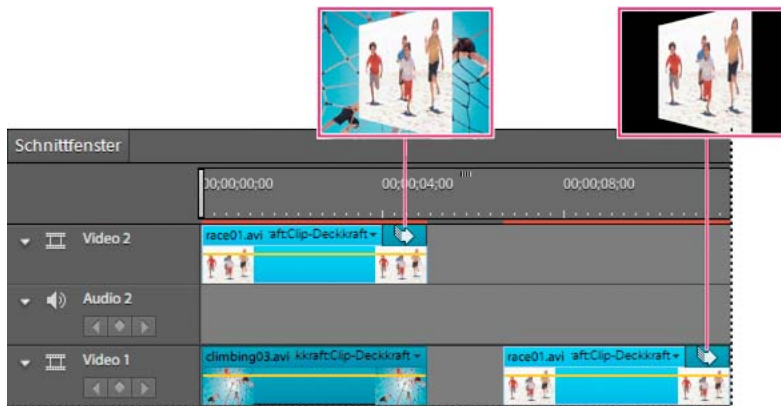 Schnittfenster
00;00;00;00 00;00;04;00 00;00;08;00
Video 2
race01.avi aft:Clip-Deckkraft
Audio 2
Video 1
climbing03.avi kkraft:Clip-Deckkraft
race01.avi aft:Clip-Deckkraft